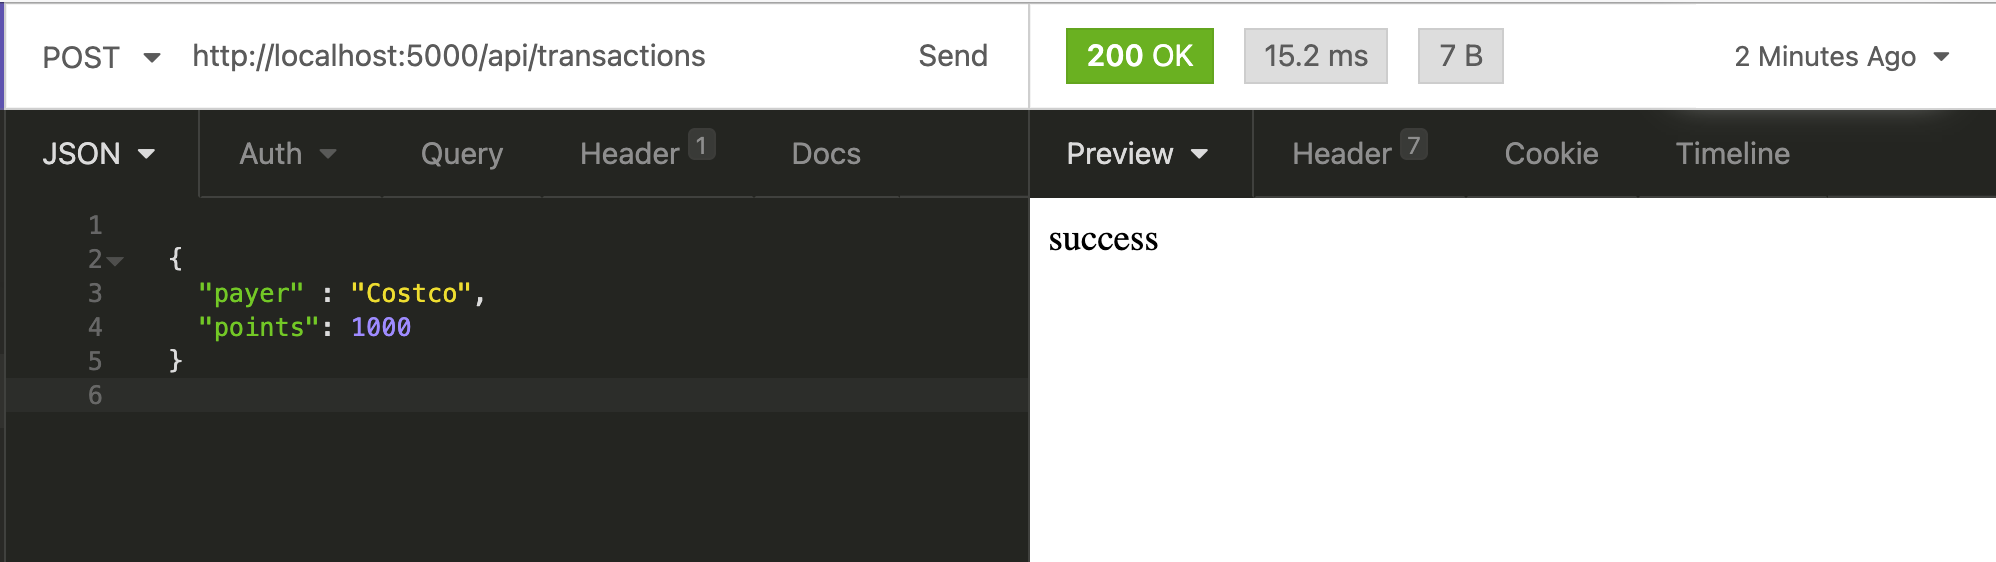 POST http://localhost:5000/api/transactions Send 200 OK 15.2 ms 7 B 2 Minutes Ago
JSON Auth Query Header 1 Docs Preview Header 7 Cookie Timeline
1
2 {
3 "payer" : "Costco",
4 "points": 1000
5 }
6
success